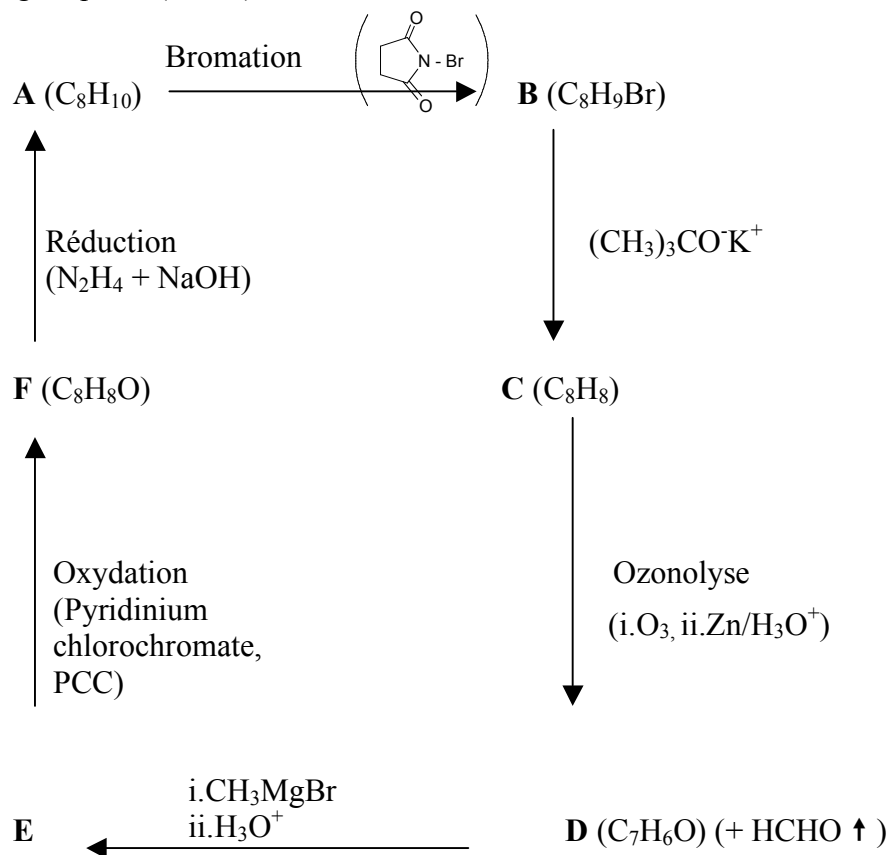 Bromation
O
N - Br
O
A (C₈H₁₀)
B (C₈H₉Br)
Réduction
(N₂H₄ + NaOH)
(CH₃)₃CO⁻K⁺
F (C₈H₈O)
C (C₈H₈)
Oxydation
(Pyridinium
chlorochromate,
PCC)
Ozonolyse
(i.O₃, ii.Zn/H₃O⁺)
i.CH₃MgBr
ii.H₃O⁺
E
D (C₇H₆O) (+ HCHO ↑ )